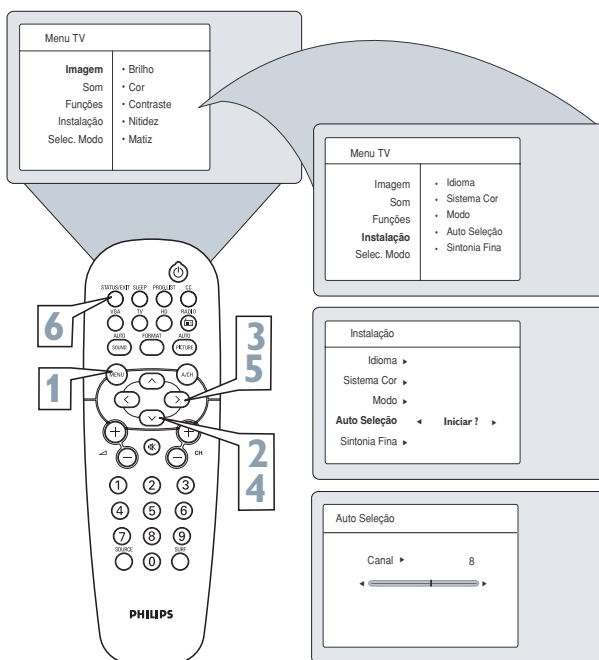 Menu TV
Imagem
Som
Funções
Instalação
Selec. Modo
• Brilho
• Cor
• Contraste
• Nitidez
• Matiz
Menu TV
Imagem
Som
Funções
Instalação
Selec. Modo
• Idioma
• Sistema Cor
• Modo
• Auto Seleção
• Sintonia Fina
Instalação
Idioma
Sistema Cor
Modo
Auto Seleção Iniciar ?
Sintonia Fina
Auto Seleção
Canal 8
STATUS/EXIT SLEEP PROG.LIST CC
VGA TV HD RADIO
AUTO FORMAT AUTO
SOUND PICTURE
MENU A/CH
+ +
− − CH
1 2 3
4 5 6
7 8 9
SOURCE 0 SURF
PHILIPS
6
1
3
5
2
4